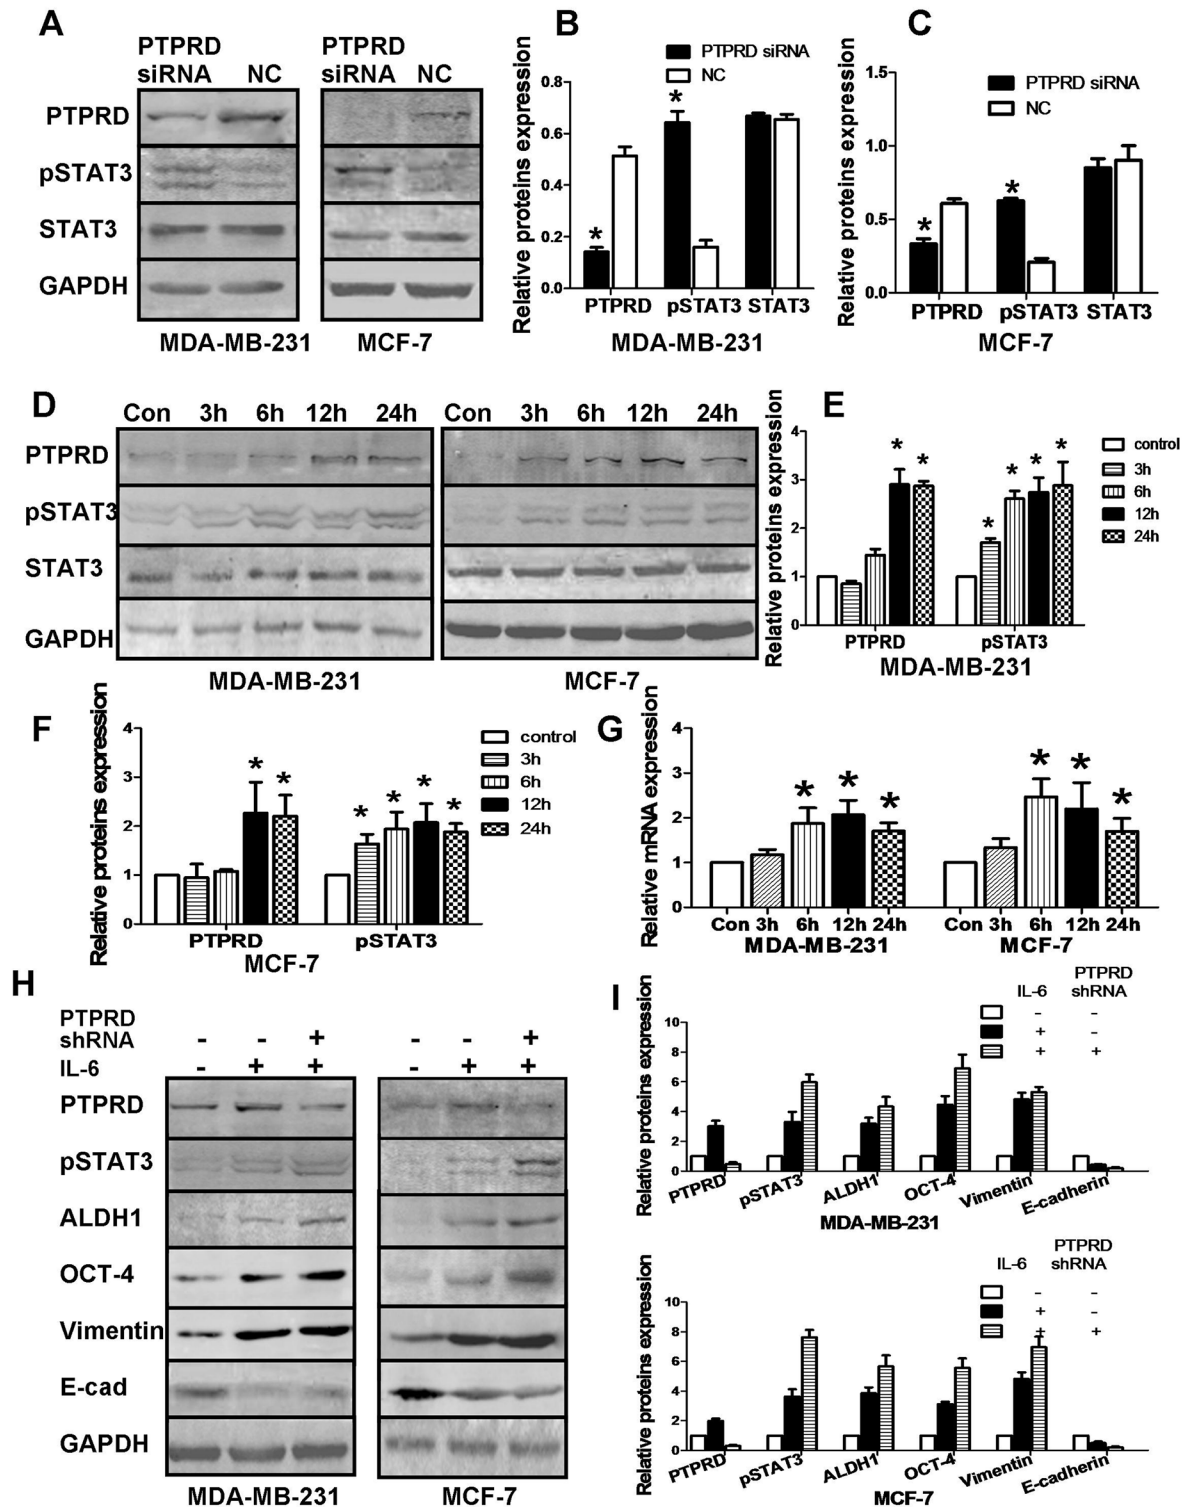 A
PTPRD
siRNA NC
PTPRD
siRNA NC
PTPRD
pSTAT3
STAT3
GAPDH
MDA-MB-231
MCF-7
B
PTPRD siRNA
NC
Relative proteins expression
0.8
0.6
0.4
0.2
0.0
*
*
PTPRD pSTAT3 STAT3
MDA-MB-231
C
PTPRD siRNA
NC
Relative proteins expression
1.5
1.0
0.5
0.0
*
*
PTPRD pSTAT3 STAT3
MCF-7
D
Con 3h 6h 12h 24h
Con 3h 6h 12h 24h
PTPRD
pSTAT3
STAT3
GAPDH
MDA-MB-231
MCF-7
E
Relative proteins expression
4
3
2
1
0
* * * * * *
PTPRD pSTAT3
MDA-MB-231
control
3h
6h
12h
24h
F
Relative proteins expression
4
3
2
1
0
* * * * * *
PTPRD pSTAT3
MCF-7
control
3h
6h
12h
24h
G
Relative mRNA expression
4
3
2
1
0
* * * * * *
Con 3h 6h 12h 24h
Con 3h 6h 12h 24h
MDA-MB-231
MCF-7
H
PTPRD
shRNA - - + - - +
IL-6 - + + - + +
PTPRD
pSTAT3
ALDH1
OCT-4
Vimentin
E-cad
GAPDH
MDA-MB-231
MCF-7
I
Relative proteins expression
10
8
6
4
2
0
IL-6 PTPRD
shRNA
- -
+ -
+ +
PTPRD pSTAT3 ALDH1 OCT-4 Vimentin E-cadherin
MDA-MB-231
Relative proteins expression
10
8
6
4
2
0
IL-6 PTPRD
shRNA
- -
+ -
+ +
PTPRD pSTAT3 ALDH1 OCT-4 Vimentin E-cadherin
MCF-7